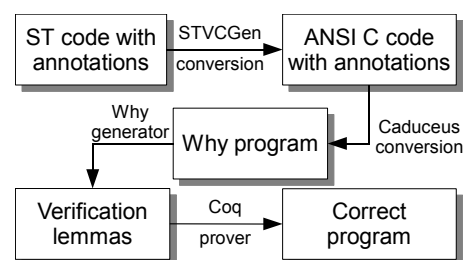 ST code with
annotations
STVCGen
conversion
ANSI C code
with annotations
Why
generator
Why program
Caduceus
conversion
Verification
lemmas
Coq
prover
Correct
program